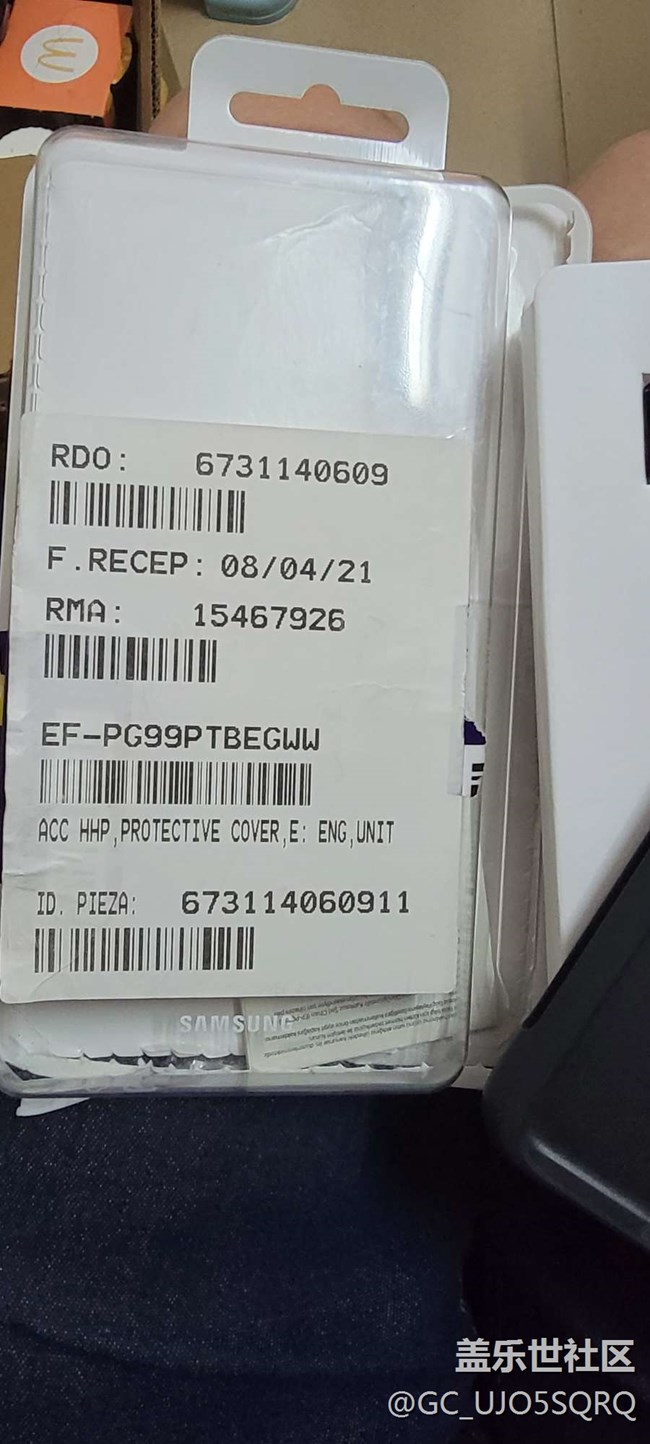 RDO: 6731140609
F.RECEP: 08/04/21
RMA: 15467926
EF-PG99PTBEGWW
ACC HHP,PROTECTIVE COVER,E: ENG,UNIT
ID. PIEZA: 673114060911
SAMSUNG
盖乐世社区
@GC_UJO5SQRQ